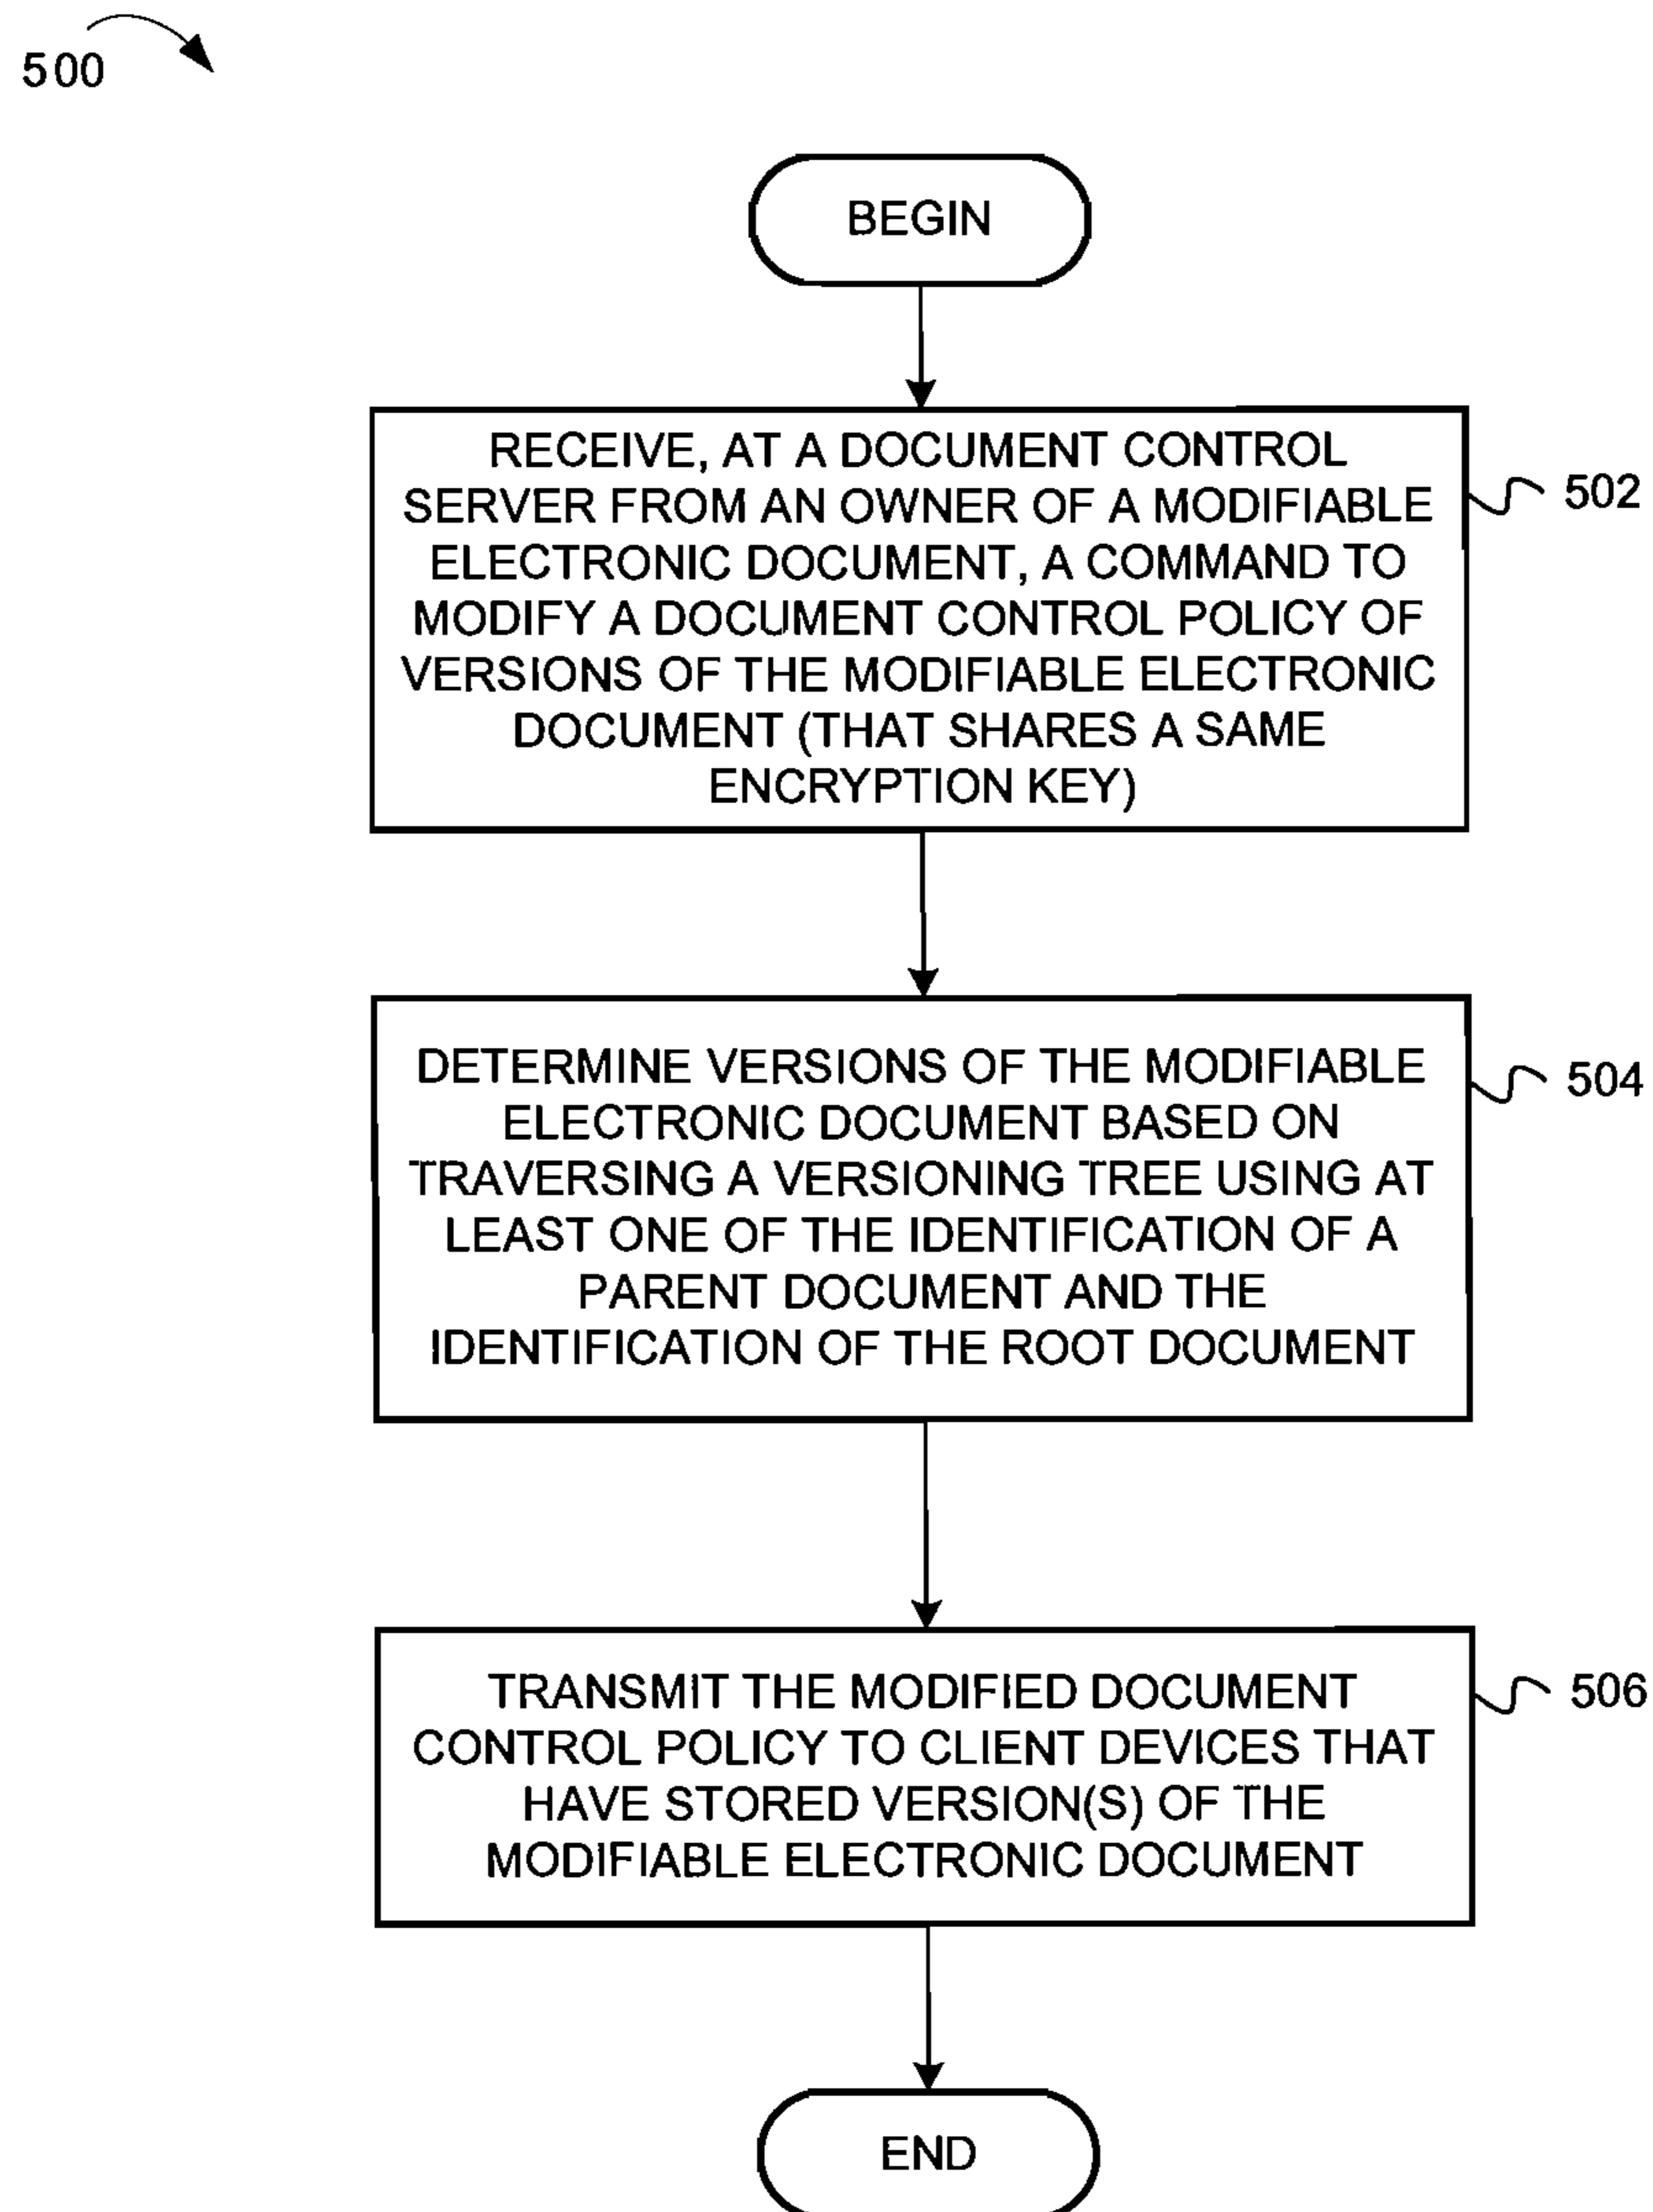 500
BEGIN
RECEIVE, AT A DOCUMENT CONTROL
SERVER FROM AN OWNER OF A MODIFIABLE
ELECTRONIC DOCUMENT, A COMMAND TO
MODIFY A DOCUMENT CONTROL POLICY OF
VERSIONS OF THE MODIFIABLE ELECTRONIC
DOCUMENT (THAT SHARES A SAME
ENCRYPTION KEY)
502
DETERMINE VERSIONS OF THE MODIFIABLE
ELECTRONIC DOCUMENT BASED ON
TRAVERSING A VERSIONING TREE USING AT
LEAST ONE OF THE IDENTIFICATION OF A
PARENT DOCUMENT AND THE
IDENTIFICATION OF THE ROOT DOCUMENT
504
TRANSMIT THE MODIFIED DOCUMENT
CONTROL POLICY TO CLIENT DEVICES THAT
HAVE STORED VERSION(S) OF THE
MODIFIABLE ELECTRONIC DOCUMENT
506
END